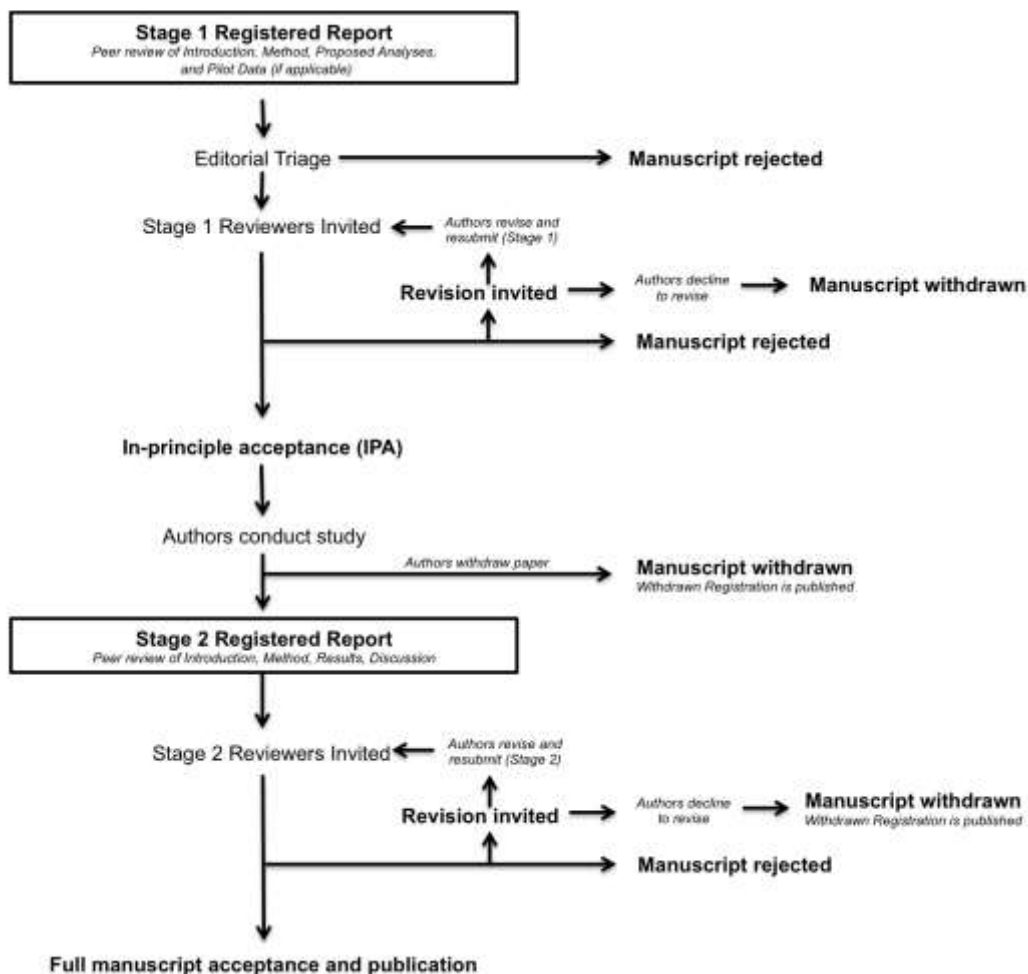 Stage 1 Registered Report
Peer review of Introduction, Method, Proposed Analyses,
and Pilot Data (if applicable)
Editorial Triage
Manuscript rejected
Stage 1 Reviewers Invited
Authors revise and
resubmit (Stage 1)
Revision invited
Authors decline
to revise
Manuscript withdrawn
Manuscript rejected
In-principle acceptance (IPA)
Authors conduct study
Authors withdraw paper
Manuscript withdrawn
Withdrawn Registration is published
Stage 2 Registered Report
Peer review of Introduction, Method, Results, Discussion
Stage 2 Reviewers Invited
Authors revise and
resubmit (Stage 2)
Revision invited
Authors decline
to revise
Manuscript withdrawn
Withdrawn Registration is published
Manuscript rejected
Full manuscript acceptance and publication